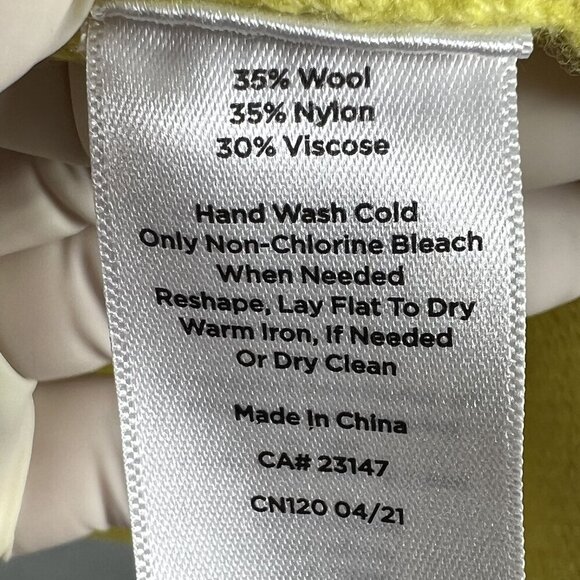 35% Wool
35% Nylon
30% Viscose
Hand Wash Cold
Only Non-Chlorine Bleach
When Needed
Reshape, Lay Flat To Dry
Warm Iron, If Needed
Or Dry Clean
Made In China
CA# 23147
CN120 04/21